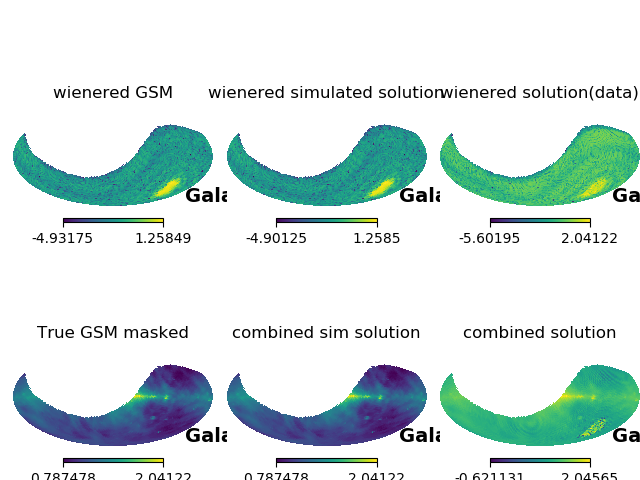 wienered GSM
wienered simulated solution
wienered solution(data)
Gala
Gala
Ga
-4.93175 1.25849
-4.90125 1.2585
-5.60195 2.04122
True GSM masked
combined sim solution
combined solution
Gala
Gala
Ga
0.787478 2.04122
0.787478 2.04122
-0.621131 2.04565